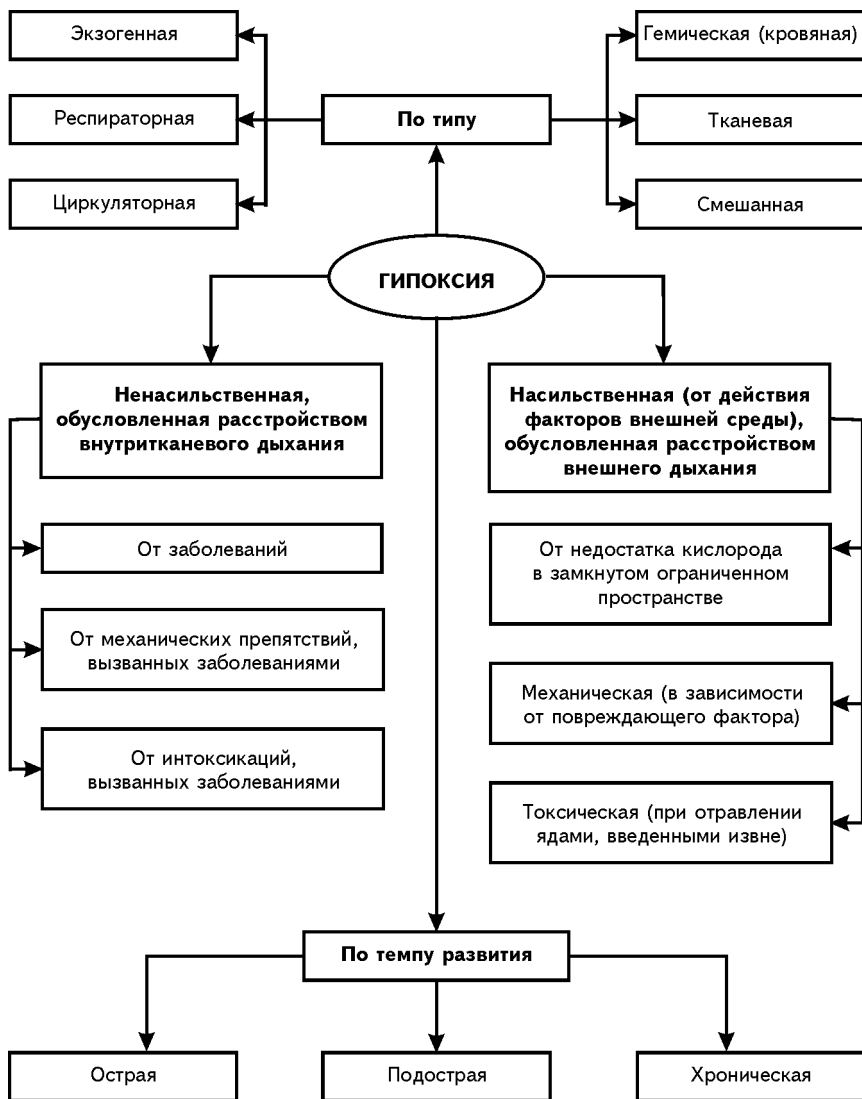 Экзогенная
Респираторная
Циркуляторная
По типу
Гемическая (кровяная)
Тканевая
Смешанная
ГИПОКСИЯ
Ненасильственная,
обусловленная расстройством
внутритканевого дыхания
От заболеваний
От механических препятствий,
вызванных заболеваниями
От интоксикаций,
вызванных заболеваниями
Насильственная (от действия
факторов внешней среды),
обусловленная расстройством
внешнего дыхания
От недостатка кислорода
в замкнутом ограниченном
пространстве
Механическая (в зависимости
от повреждающего фактора)
Токсическая (при отравлении
ядами, введенными извне)
По темпу развития
Острая
Подострая
Хроническая